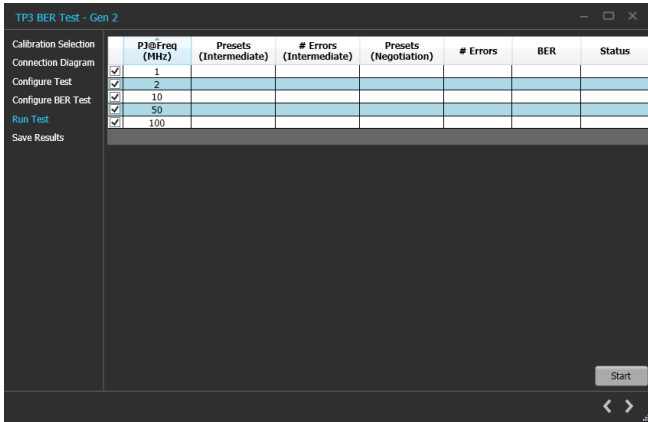 TP3 BER Test - Gen 2
Calibration Selection
Connection Diagram
Configure Test
Configure BER Test
Run Test
Save Results
PJ@Freq (MHz) Presets (Intermediate) # Errors (Intermediate) Presets (Negotiation) # Errors BER Status
1
2
10
50
100
Start